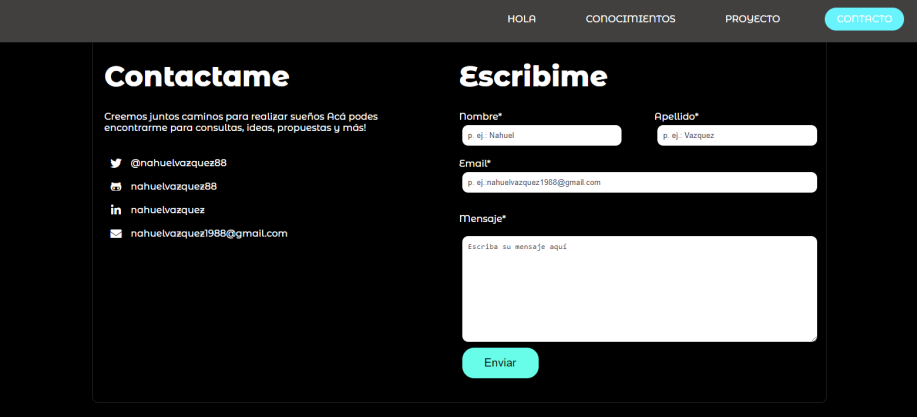 HOLA CONOCIMIENTOS PROYECTO CONTACTO
Contactame
Creemos juntos caminos para realizar sueños Acá podes
encontrarme para consultas, ideas, propuestas y más!
@nahuelvazquez88
nahuelvazquez88
nahuelvazquez
nahuelvazquez1988@gmail.com
Escribime
Nombre* Apellido*
p. ej.: Nahuel p. ej.: Vazquez
Email*
p. ej.:nahuelvazquez1988@gmail.com
Mensaje*
Escriba su mensaje aquí
Enviar